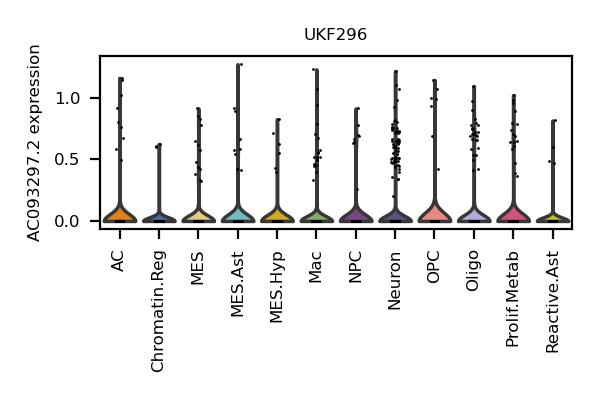 UKF296
AC093297.2 expression
1.0
0.5
0.0
AC
Chromatin.Reg
MES
MES.Ast
MES.Hyp
Mac
NPC
Neuron
OPC
Oligo
Prolif.Metab
Reactive.Ast